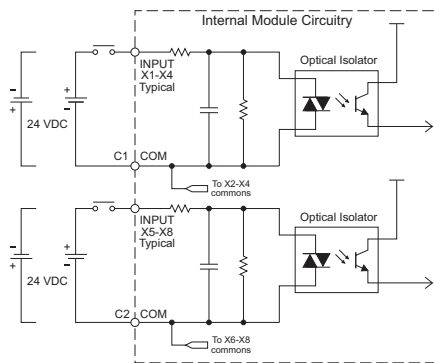 Internal Module Circuitry
Optical Isolator
INPUT
X1-X4
Typical
-
+
+
-
24 VDC
C1
COM
To X2-X4
commons
Optical Isolator
INPUT
X5-X8
Typical
-
+
+
-
24 VDC
C2
COM
To X6-X8
commons